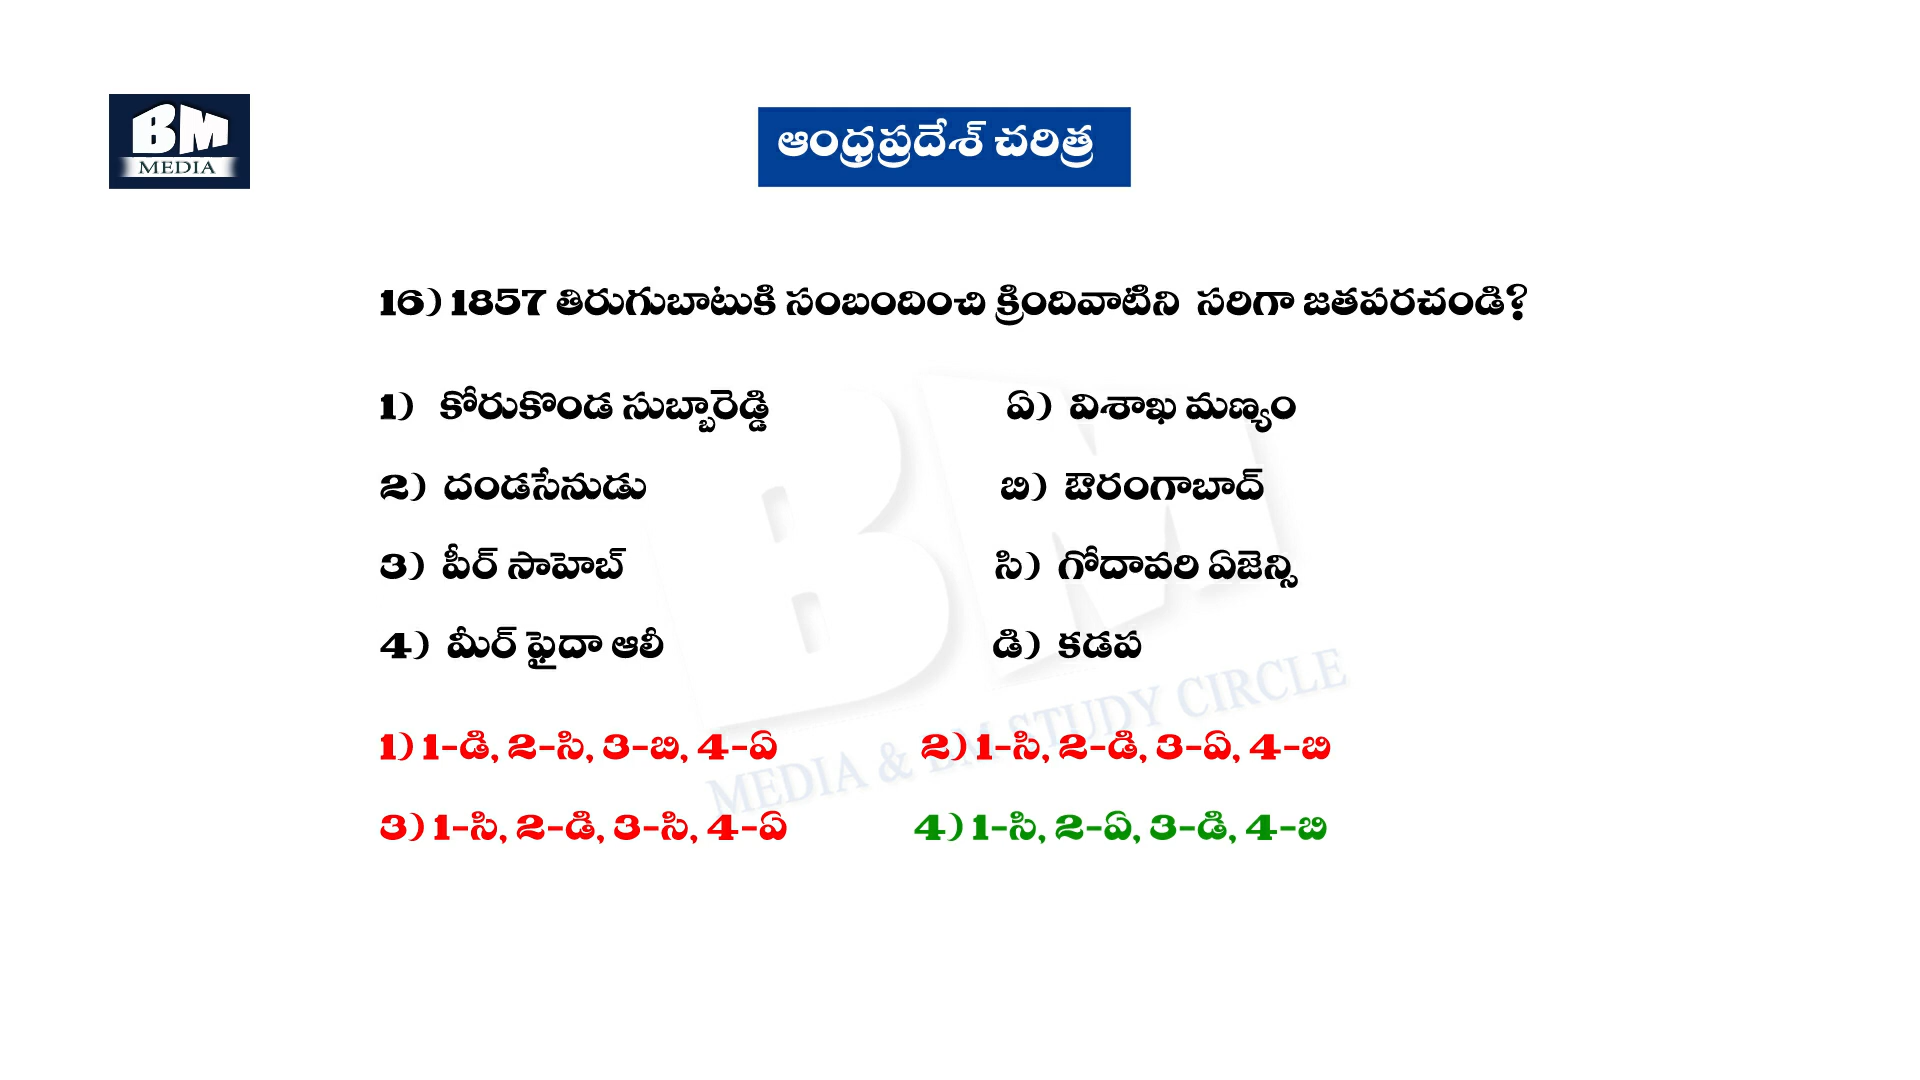 BM
MEDIA
ఆంధ్రప్రదేశ్ చరిత్ర
16) 1857 తిరుగుబాటుకి సంబందించి క్రిందివాటిని సరిగా జతపరచండి?
1) కోరుకొండ సుబ్బారెడ్డి ఏ) విశాఖ మణ్యం
2) దండసేనుడు బి) ఔరంగాబాద్
3) పీర్ సాహెబ్ సి) గోదావరి ఏజెన్సి
4) మీర్ ఫైదా ఆలీ డి) కడప
1) 1-డి, 2-సి, 3-బి, 4-ఏ 2) 1-సి, 2-డి, 3-ఏ, 4-బి
3) 1-సి, 2-డి, 3-సి, 4-ఏ 4) 1-సి, 2-ఏ, 3-డి, 4-బి
BM
MEDIA & BM STUDY CIRCLE